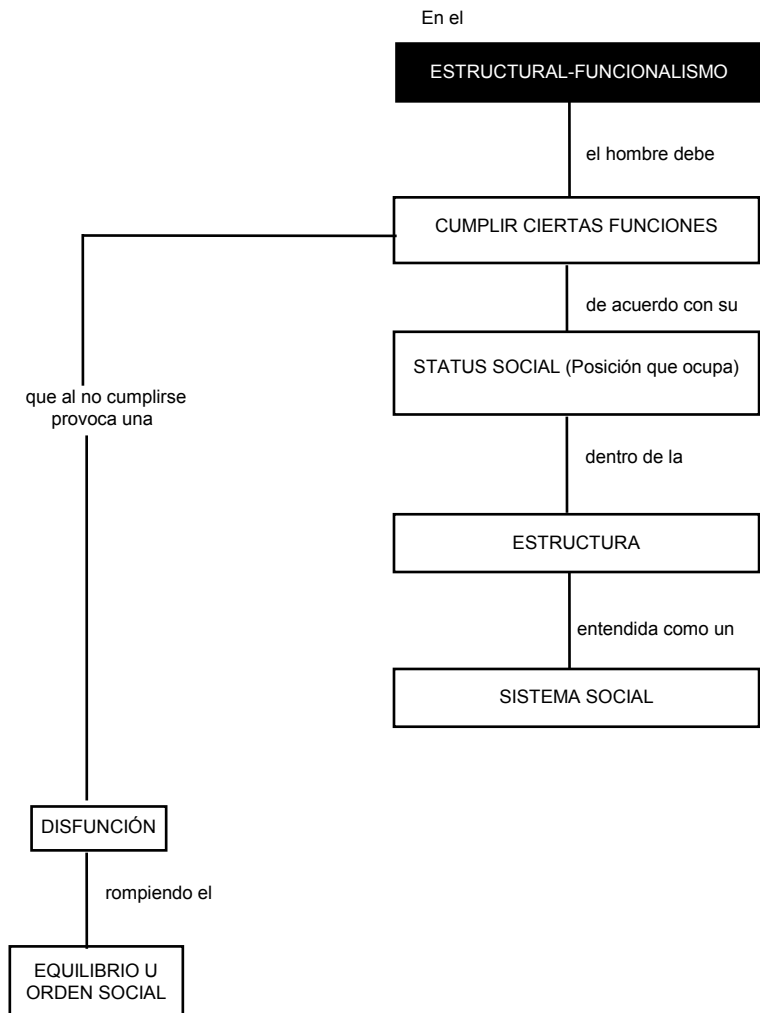 En el
ESTRUCTURAL-FUNCIONALISMO
el hombre debe
CUMPLIR CIERTAS FUNCIONES
de acuerdo con su
STATUS SOCIAL (Posición que ocupa)
que al no cumplirse
provoca una
dentro de la
ESTRUCTURA
entendida como un
SISTEMA SOCIAL
DISFUNCIÓN
rompiendo el
EQUILIBRIO U
ORDEN SOCIAL